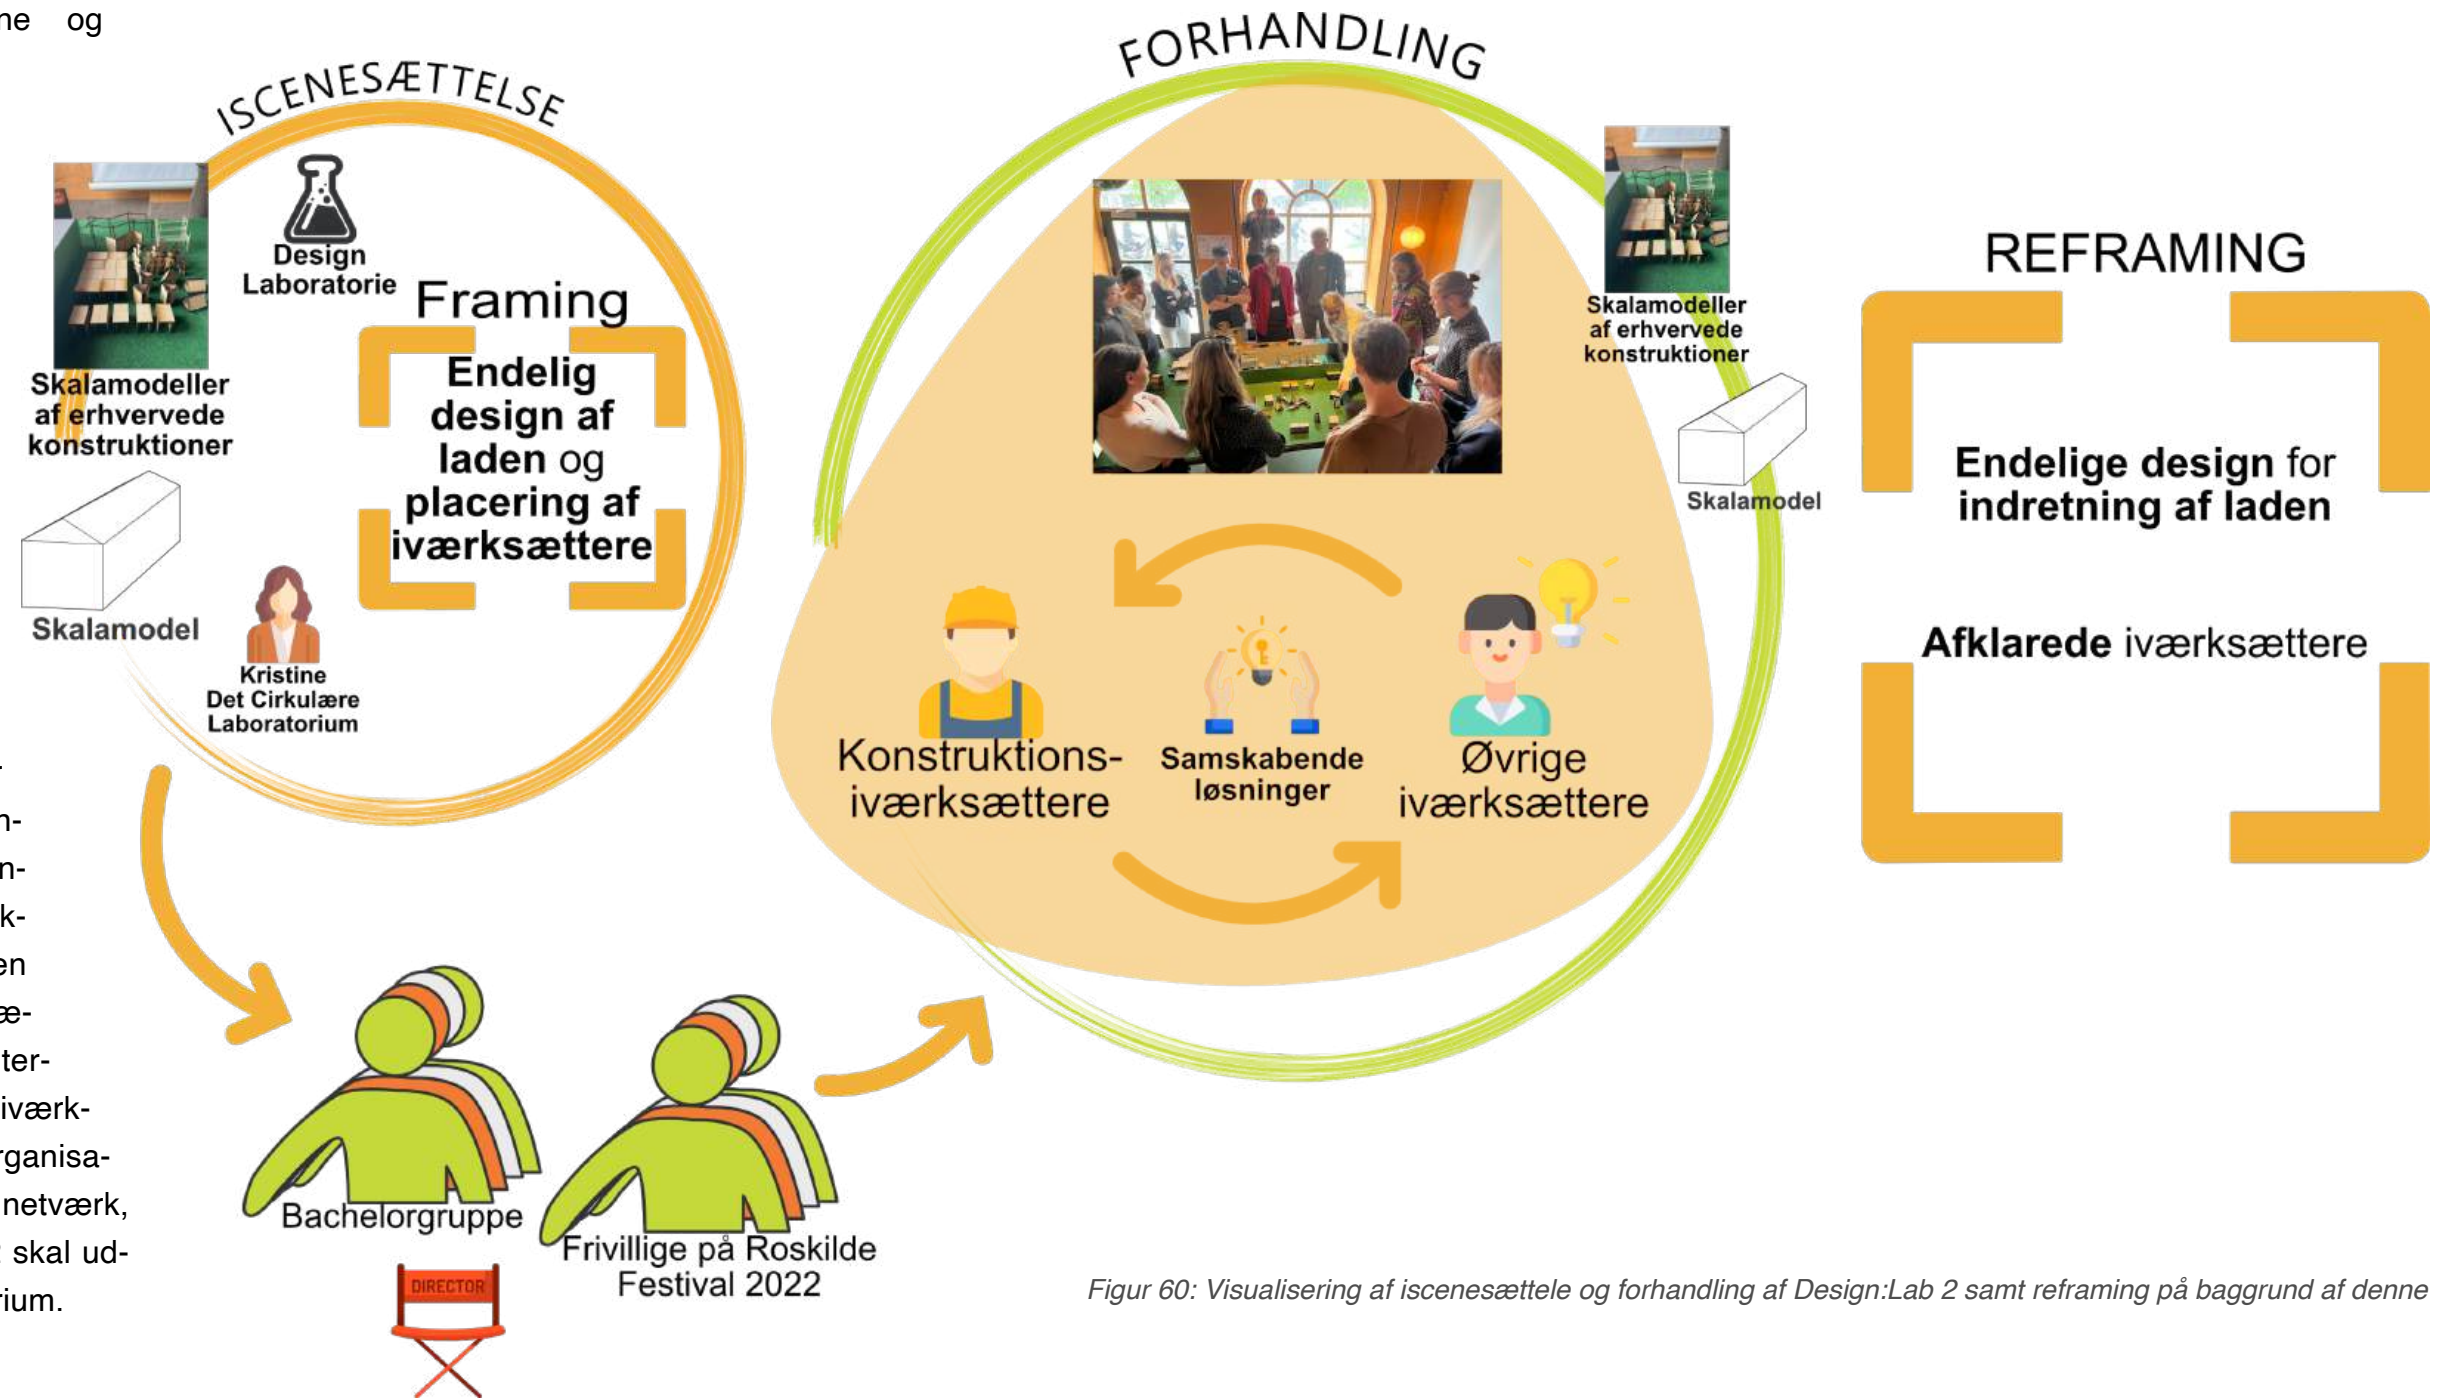 ne og
ISCENESÆTTELSE
Design
Laboratorie
Skalamodeller
af erhvervede
konstruktioner
Framing
Endelig
design af
laden og
placering af
iværksættere
Skalamodel
Kristine
Det Cirkulære
Laboratorium
-
n-
n-
k-
en
æ-
ter-
iværk-
rganisa-
netværk,
skal ud-
rium.
Bachelorgruppe
DIRECTOR
Frivillige på Roskilde
Festival 2022
FORHANDLING
Skalamodeller
af erhvervede
konstruktioner
Skalamodel
Konstruktions-
iværksættere
Samskabende
løsninger
Øvrige
iværksættere
REFRAMING
Endelige design for
indretning af laden
Afklarede iværksættere
Figur 60: Visualisering af iscenesættele og forhandling af Design:Lab 2 samt reframing på baggrund af denne